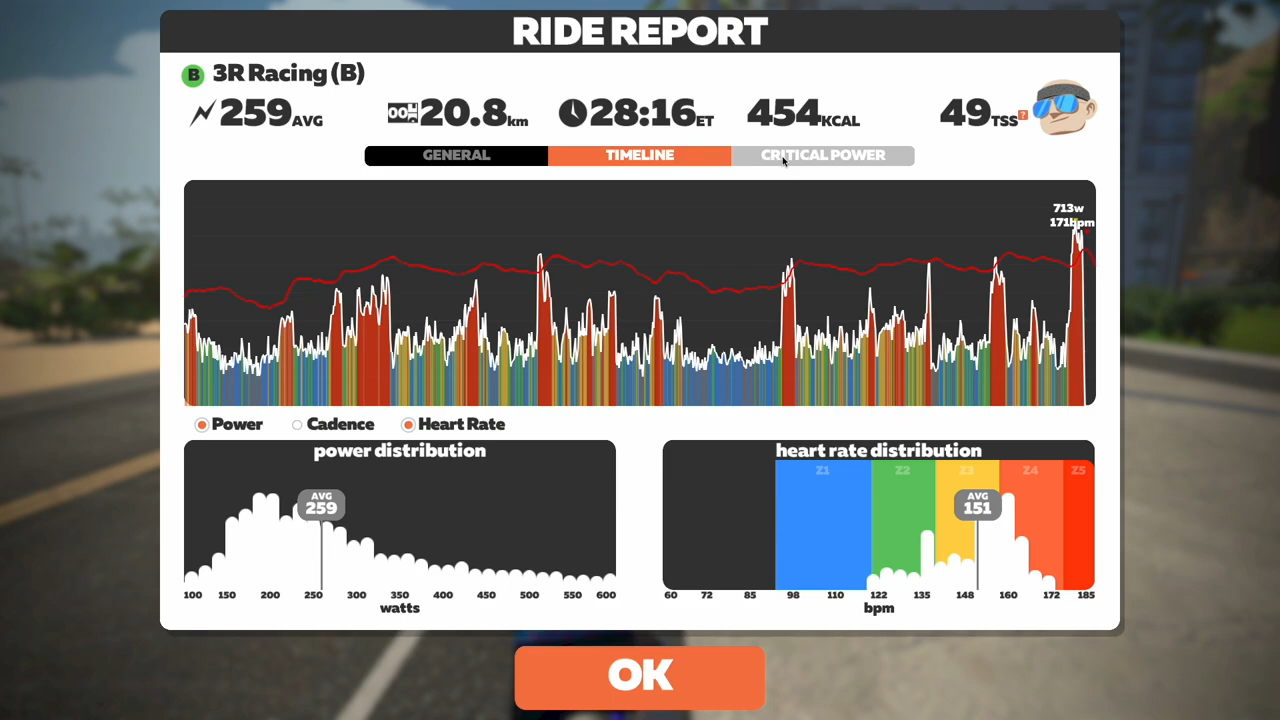 RIDE REPORT
B 3R Racing (B)
259AVG 20.8km 28:16ET 454KCAL 49TSS?
GENERAL TIMELINE CRITICAL POWER
713w
171bpm
Power Cadence Heart Rate
power distribution
AVG
259
100 150 200 250 300 350 400 450 500 550 600
watts
heart rate distribution
Z1 Z2 Z3 Z4 Z5
AVG
151
60 72 85 98 110 122 135 148 160 172 185
bpm
OK